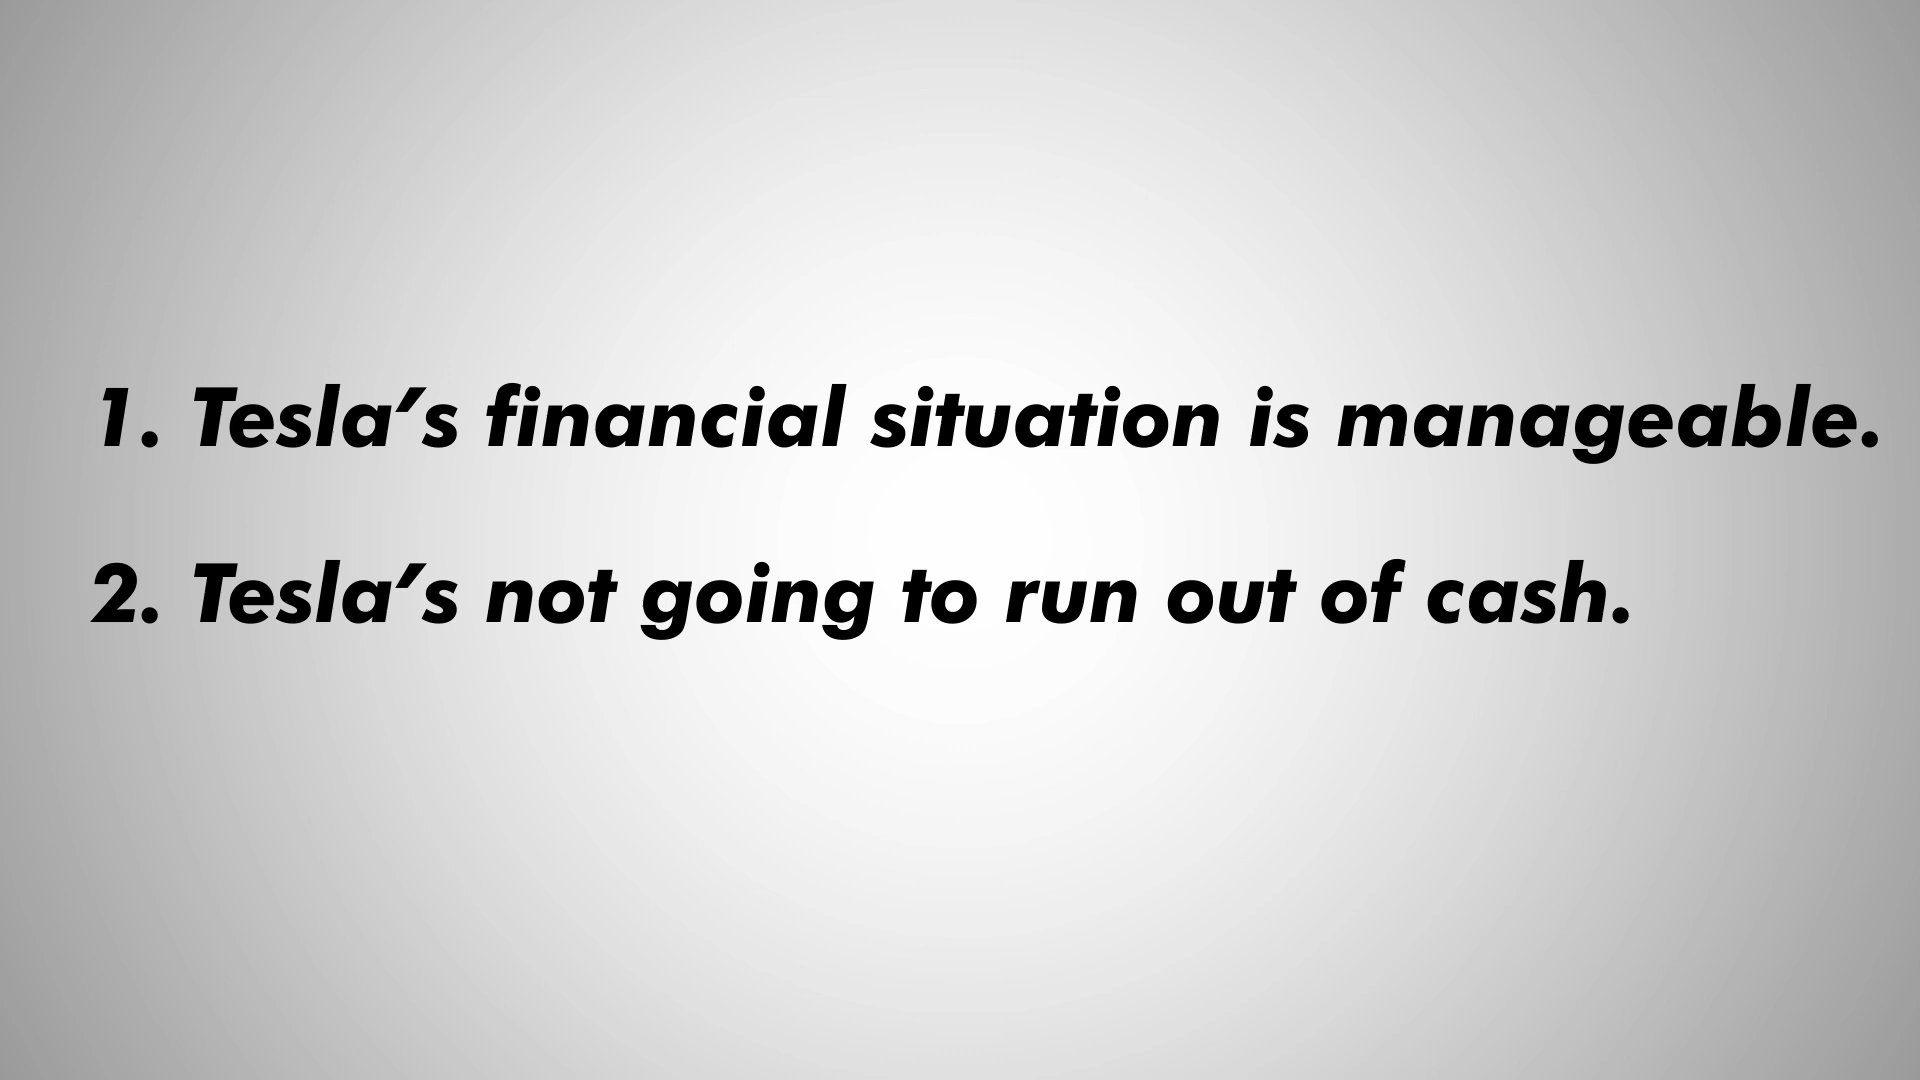 1. Tesla’s financial situation is manageable.
2. Tesla’s not going to run out of cash.